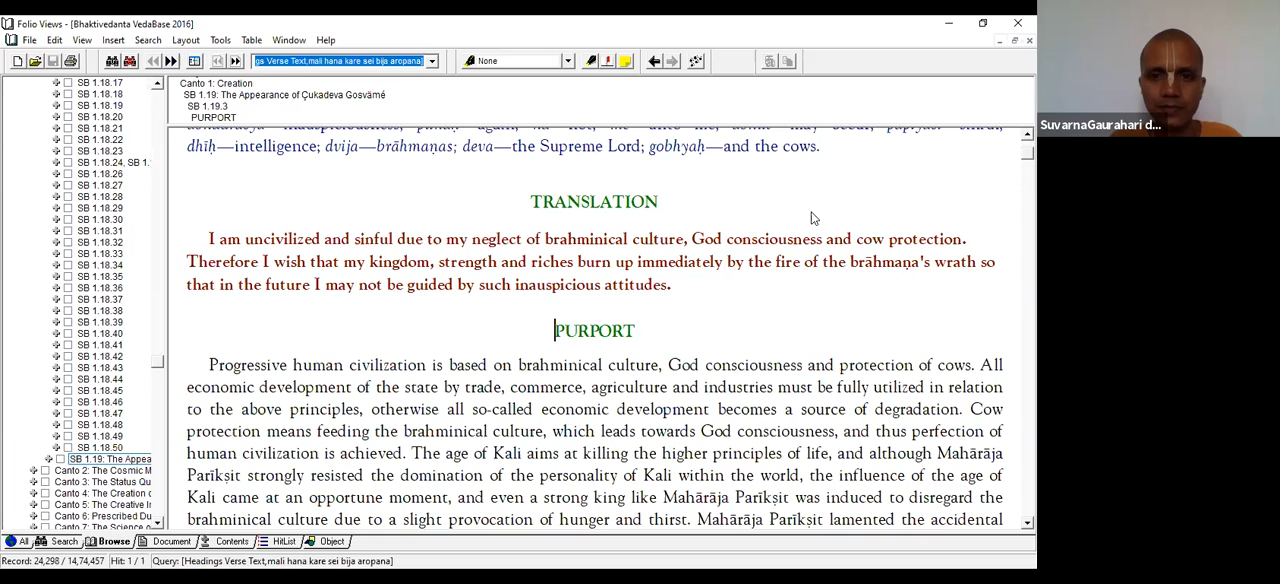 Folio Views - [Bhaktivedanta VedaBase 2016]
File Edit View Insert Search Layout Tools Table Window Help
gs Verse Text,mali hana kare sei bija aropana]
None
SB 1.18.17
SB 1.18.18
SB 1.18.19
SB 1.18.20
SB 1.18.21
SB 1.18.22
SB 1.18.23
SB 1.18.24, SB 1.
SB 1.18.26
SB 1.18.27
SB 1.18.28
SB 1.18.29
SB 1.18.30
SB 1.18.31
SB 1.18.32
SB 1.18.33
SB 1.18.34
SB 1.18.35
SB 1.18.36
SB 1.18.37
SB 1.18.38
SB 1.18.39
SB 1.18.40
SB 1.18.41
SB 1.18.42
SB 1.18.43
SB 1.18.44
SB 1.18.45
SB 1.18.46
SB 1.18.47
SB 1.18.48
SB 1.18.49
SB 1.18.50
SB 1.19: The Appea
Canto 2: The Cosmic M
Canto 3: The Status Qu
Canto 4: The Creation o
Canto 5: The Creative I
Canto 6: Prescribed Du
Canto 7: The Science o
Canto 1: Creation
SB 1.19: The Appearance of Çukadeva Gosvämé
SB 1.19.3
PURPORT
dhīḥ—intelligence; dvija—brāhmaṇas; deva—the Supreme Lord; gobhyaḥ—and the cows.
TRANSLATION
I am uncivilized and sinful due to my neglect of brahminical culture, God consciousness and cow protection.
Therefore I wish that my kingdom, strength and riches burn up immediately by the fire of the brāhmaṇa's wrath so
that in the future I may not be guided by such inauspicious attitudes.
PURPORT
Progressive human civilization is based on brahminical culture, God consciousness and protection of cows. All
economic development of the state by trade, commerce, agriculture and industries must be fully utilized in relation
to the above principles, otherwise all so-called economic development becomes a source of degradation. Cow
protection means feeding the brahminical culture, which leads towards God consciousness, and thus perfection of
human civilization is achieved. The age of Kali aims at killing the higher principles of life, and although Mahārāja
Parīkṣit strongly resisted the domination of the personality of Kali within the world, the influence of the age of
Kali came at an opportune moment, and even a strong king like Mahārāja Parīkṣit was induced to disregard the
brahminical culture due to a slight provocation of hunger and thirst. Mahārāja Parīkṣit lamented the accidental
All Search Browse Document Contents HitList Object
Record: 24,298 / 14,74,457 Hit: 1 / 1 Query: [Headings Verse Text,mali hana kare sei bija aropana]
SuvarnaGaurahari d...